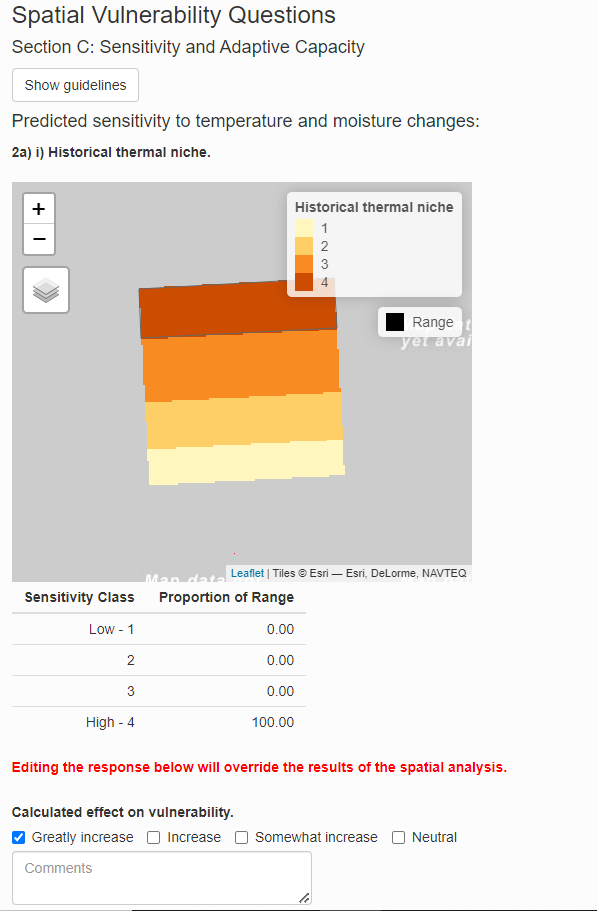 Spatial Vulnerability Questions
Section C: Sensitivity and Adaptive Capacity
Show guidelines
Predicted sensitivity to temperature and moisture changes:
2a) i) Historical thermal niche.
+
−
Historical thermal niche
1
2
3
4
Range
yet avai
Map data
Leaflet | Tiles © Esri — Esri, DeLorme, NAVTEQ
Sensitivity Class Proportion of Range
Low - 1 0.00
2 0.00
3 0.00
High - 4 100.00
Editing the response below will override the results of the spatial analysis.
Calculated effect on vulnerability.
Greatly increase Increase Somewhat increase Neutral
Comments